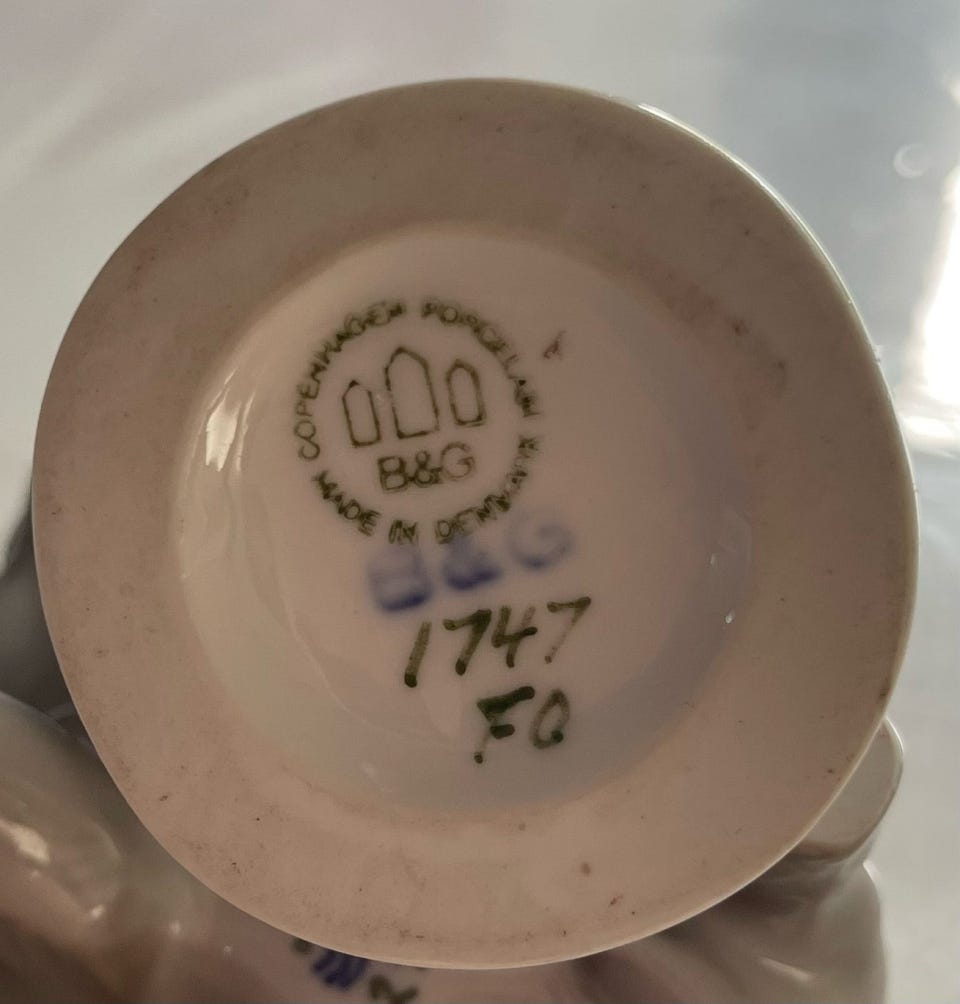 COPENHAGEN PORCELAIN
B&G
MADE IN DENMARK
B&G
1747
FO